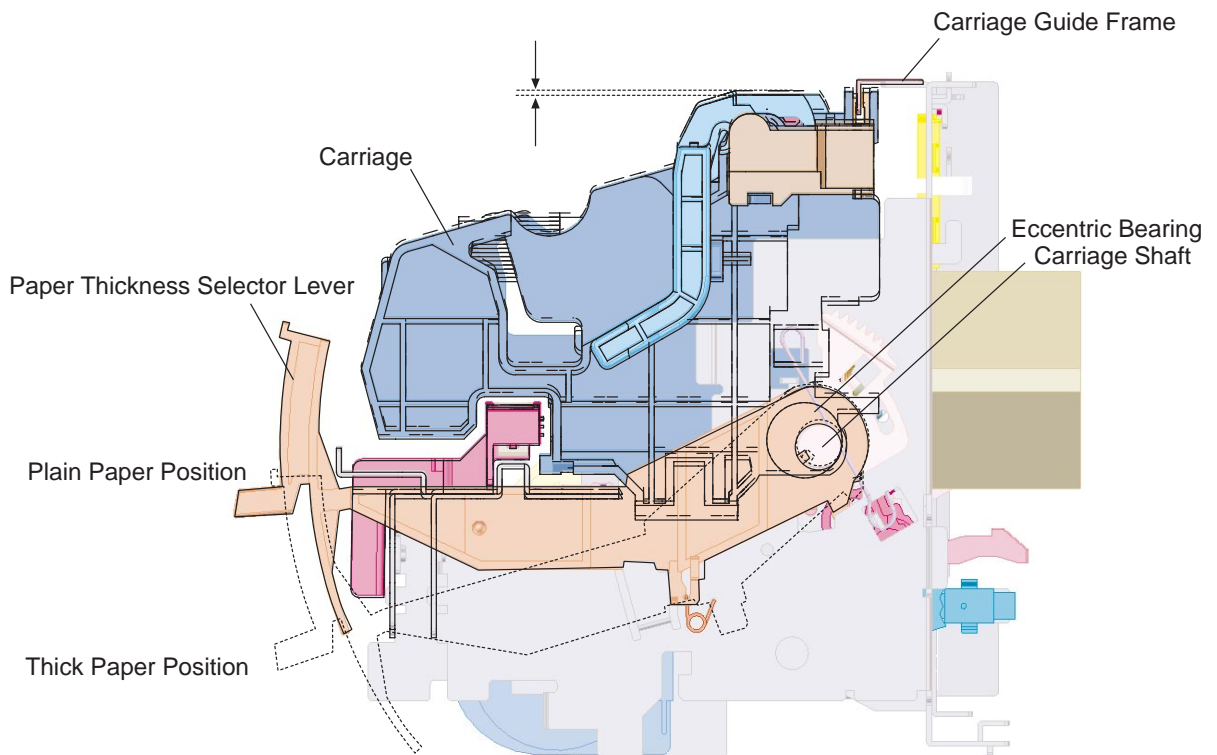 Carriage Guide Frame
Carriage
Eccentric Bearing
Carriage Shaft
Paper Thickness Selector Lever
Plain Paper Position
Thick Paper Position